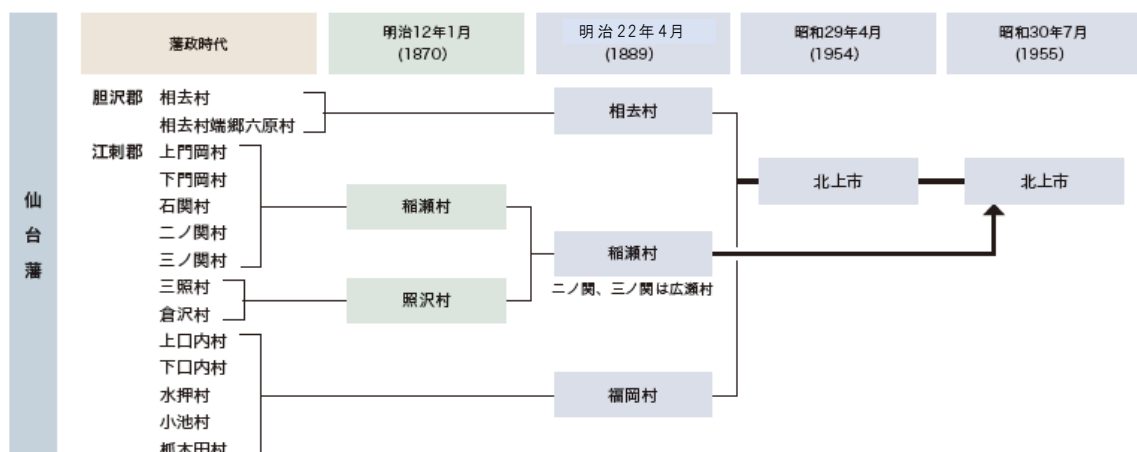 藩政時代
明治12年1月
(1870)
明治22年4月
(1889)
昭和29年4月
(1954)
昭和30年7月
(1955)
仙台藩
胆沢郡 相去村
相去村端郷六原村
江刺郡 上門岡村
下門岡村
石関村
二ノ関村
三ノ関村
三照村
倉沢村
上口内村
下口内村
水押村
小池村
稲瀬村
照沢村
相去村
稲瀬村
二ノ関、三ノ関は広瀬村
福岡村
北上市
北上市